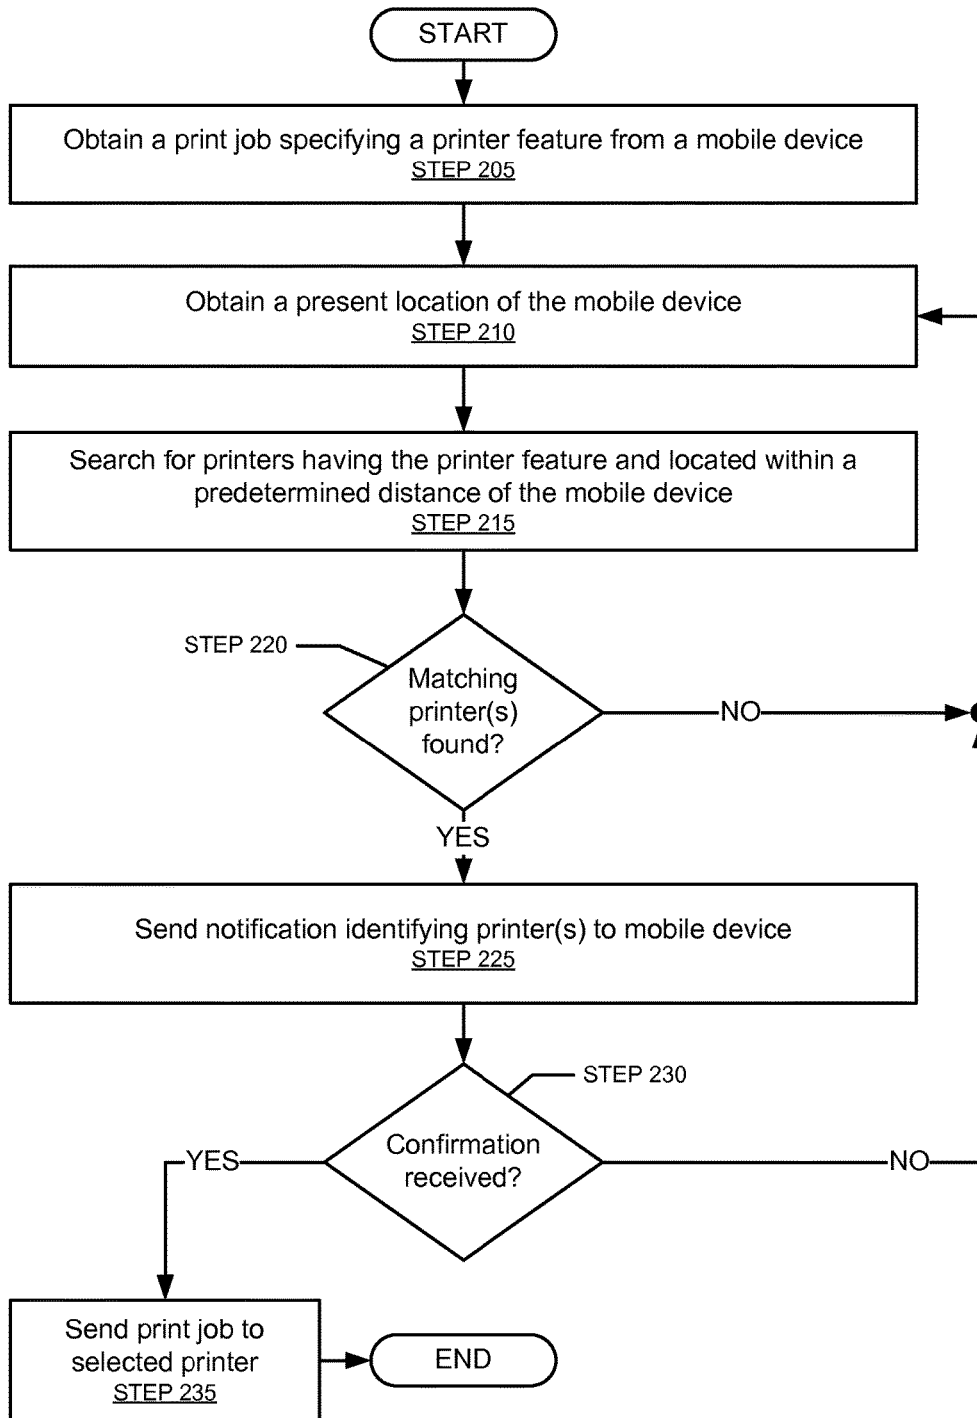 START
Obtain a print job specifying a printer feature from a mobile device
STEP 205
Obtain a present location of the mobile device
STEP 210
Search for printers having the printer feature and located within a
predetermined distance of the mobile device
STEP 215
STEP 220
Matching
printer(s)
found?
NO
YES
Send notification identifying printer(s) to mobile device
STEP 225
STEP 230
Confirmation
received?
YES
NO
Send print job to
selected printer
STEP 235
END